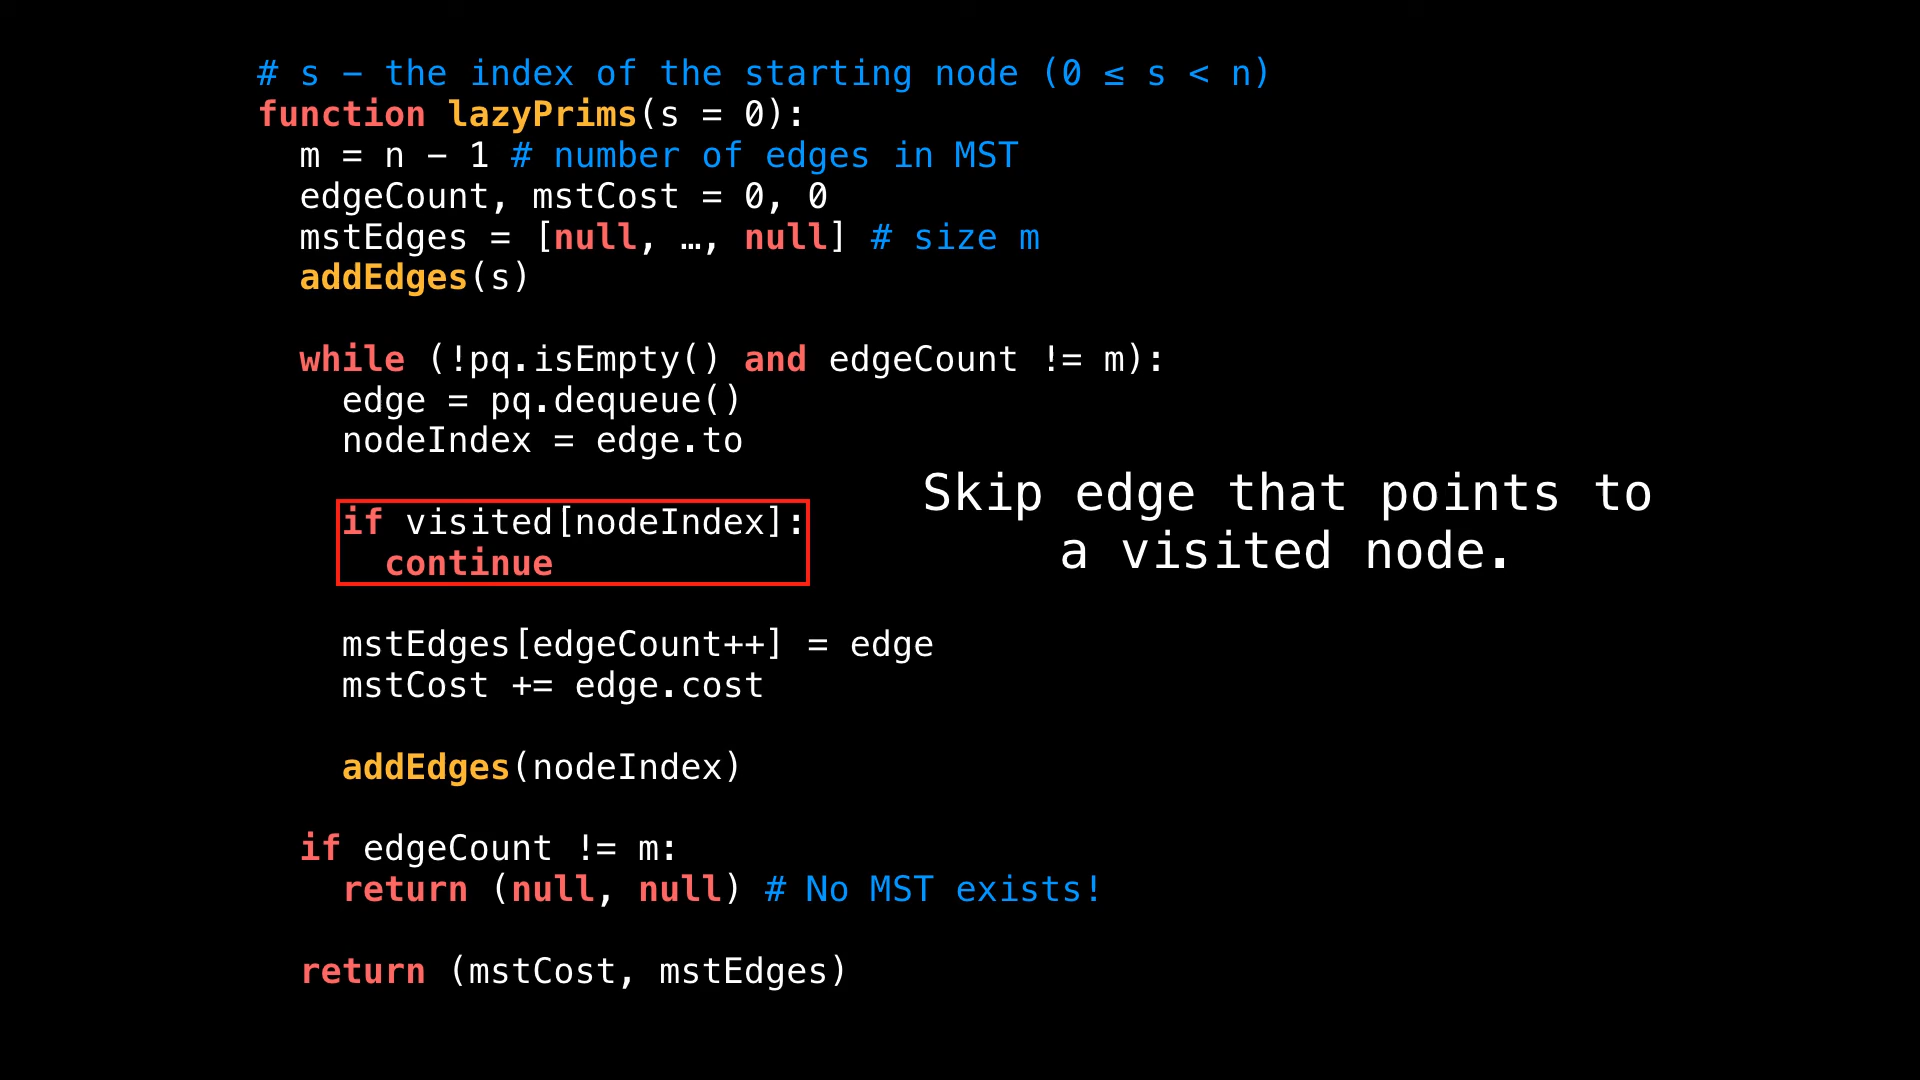 # s – the index of the starting node (0 ≤ s < n)
function lazyPrims(s = 0):
  m = n – 1 # number of edges in MST
  edgeCount, mstCost = 0, 0
  mstEdges = [null, …, null] # size m
  addEdges(s)
  while (!pq.isEmpty() and edgeCount != m):
    edge = pq.dequeue()
    nodeIndex = edge.to
    if visited[nodeIndex]:
      continue
Skip edge that points to
a visited node.
    mstEdges[edgeCount++] = edge
    mstCost += edge.cost
    addEdges(nodeIndex)
  if edgeCount != m:
    return (null, null) # No MST exists!
  return (mstCost, mstEdges)